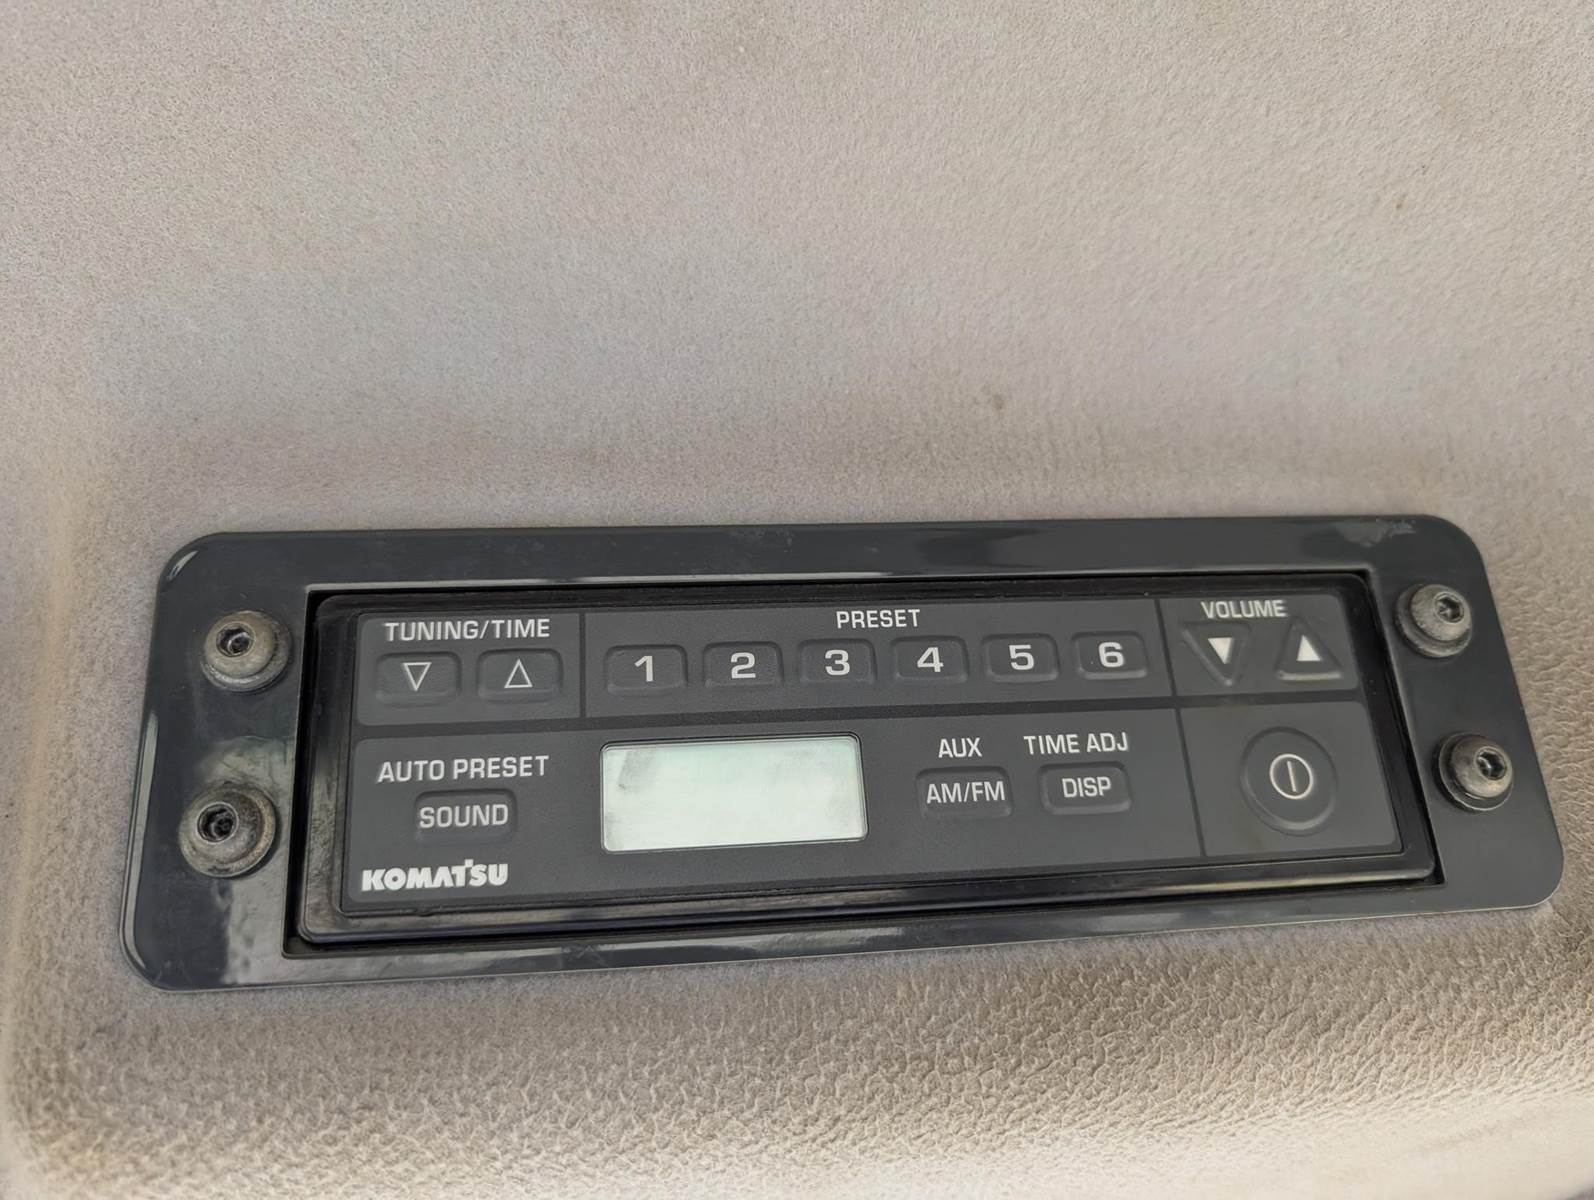 TUNING/TIME
PRESET
VOLUME
1 2 3 4 5 6
AUTO PRESET
SOUND
AUX
TIME ADJ
AM/FM
DISP
KOMATSU